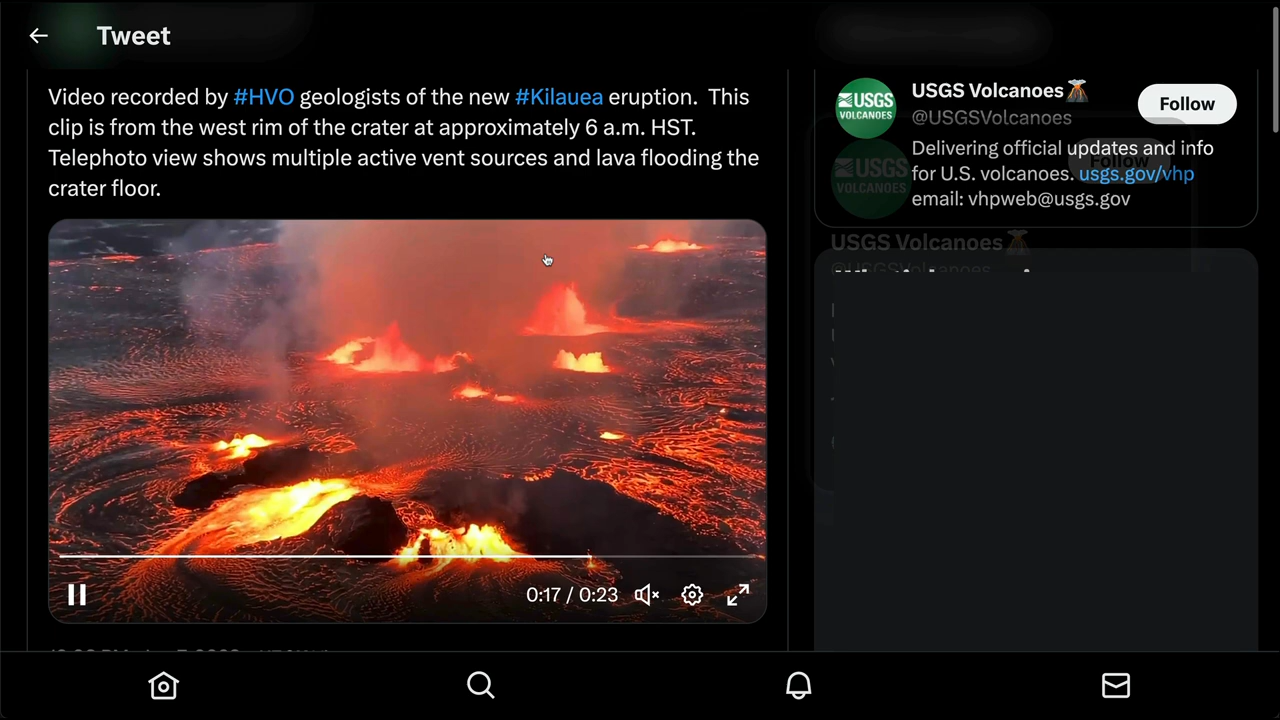 Tweet
Video recorded by #HVO geologists of the new #Kilauea eruption. This
clip is from the west rim of the crater at approximately 6 a.m. HST.
Telephoto view shows multiple active vent sources and lava flooding the
crater floor.
0:17 / 0:23
USGS
VOLCANOES
USGS Volcanoes🌋
@USGSVolcanoes
Follow
Delivering official updates and info
for U.S. volcanoes. usgs.gov/vhp
email: vhpweb@usgs.gov
Follow
USGS
VOLCANOES
USGS Volcanoes🌋
@USGSVolcanoes